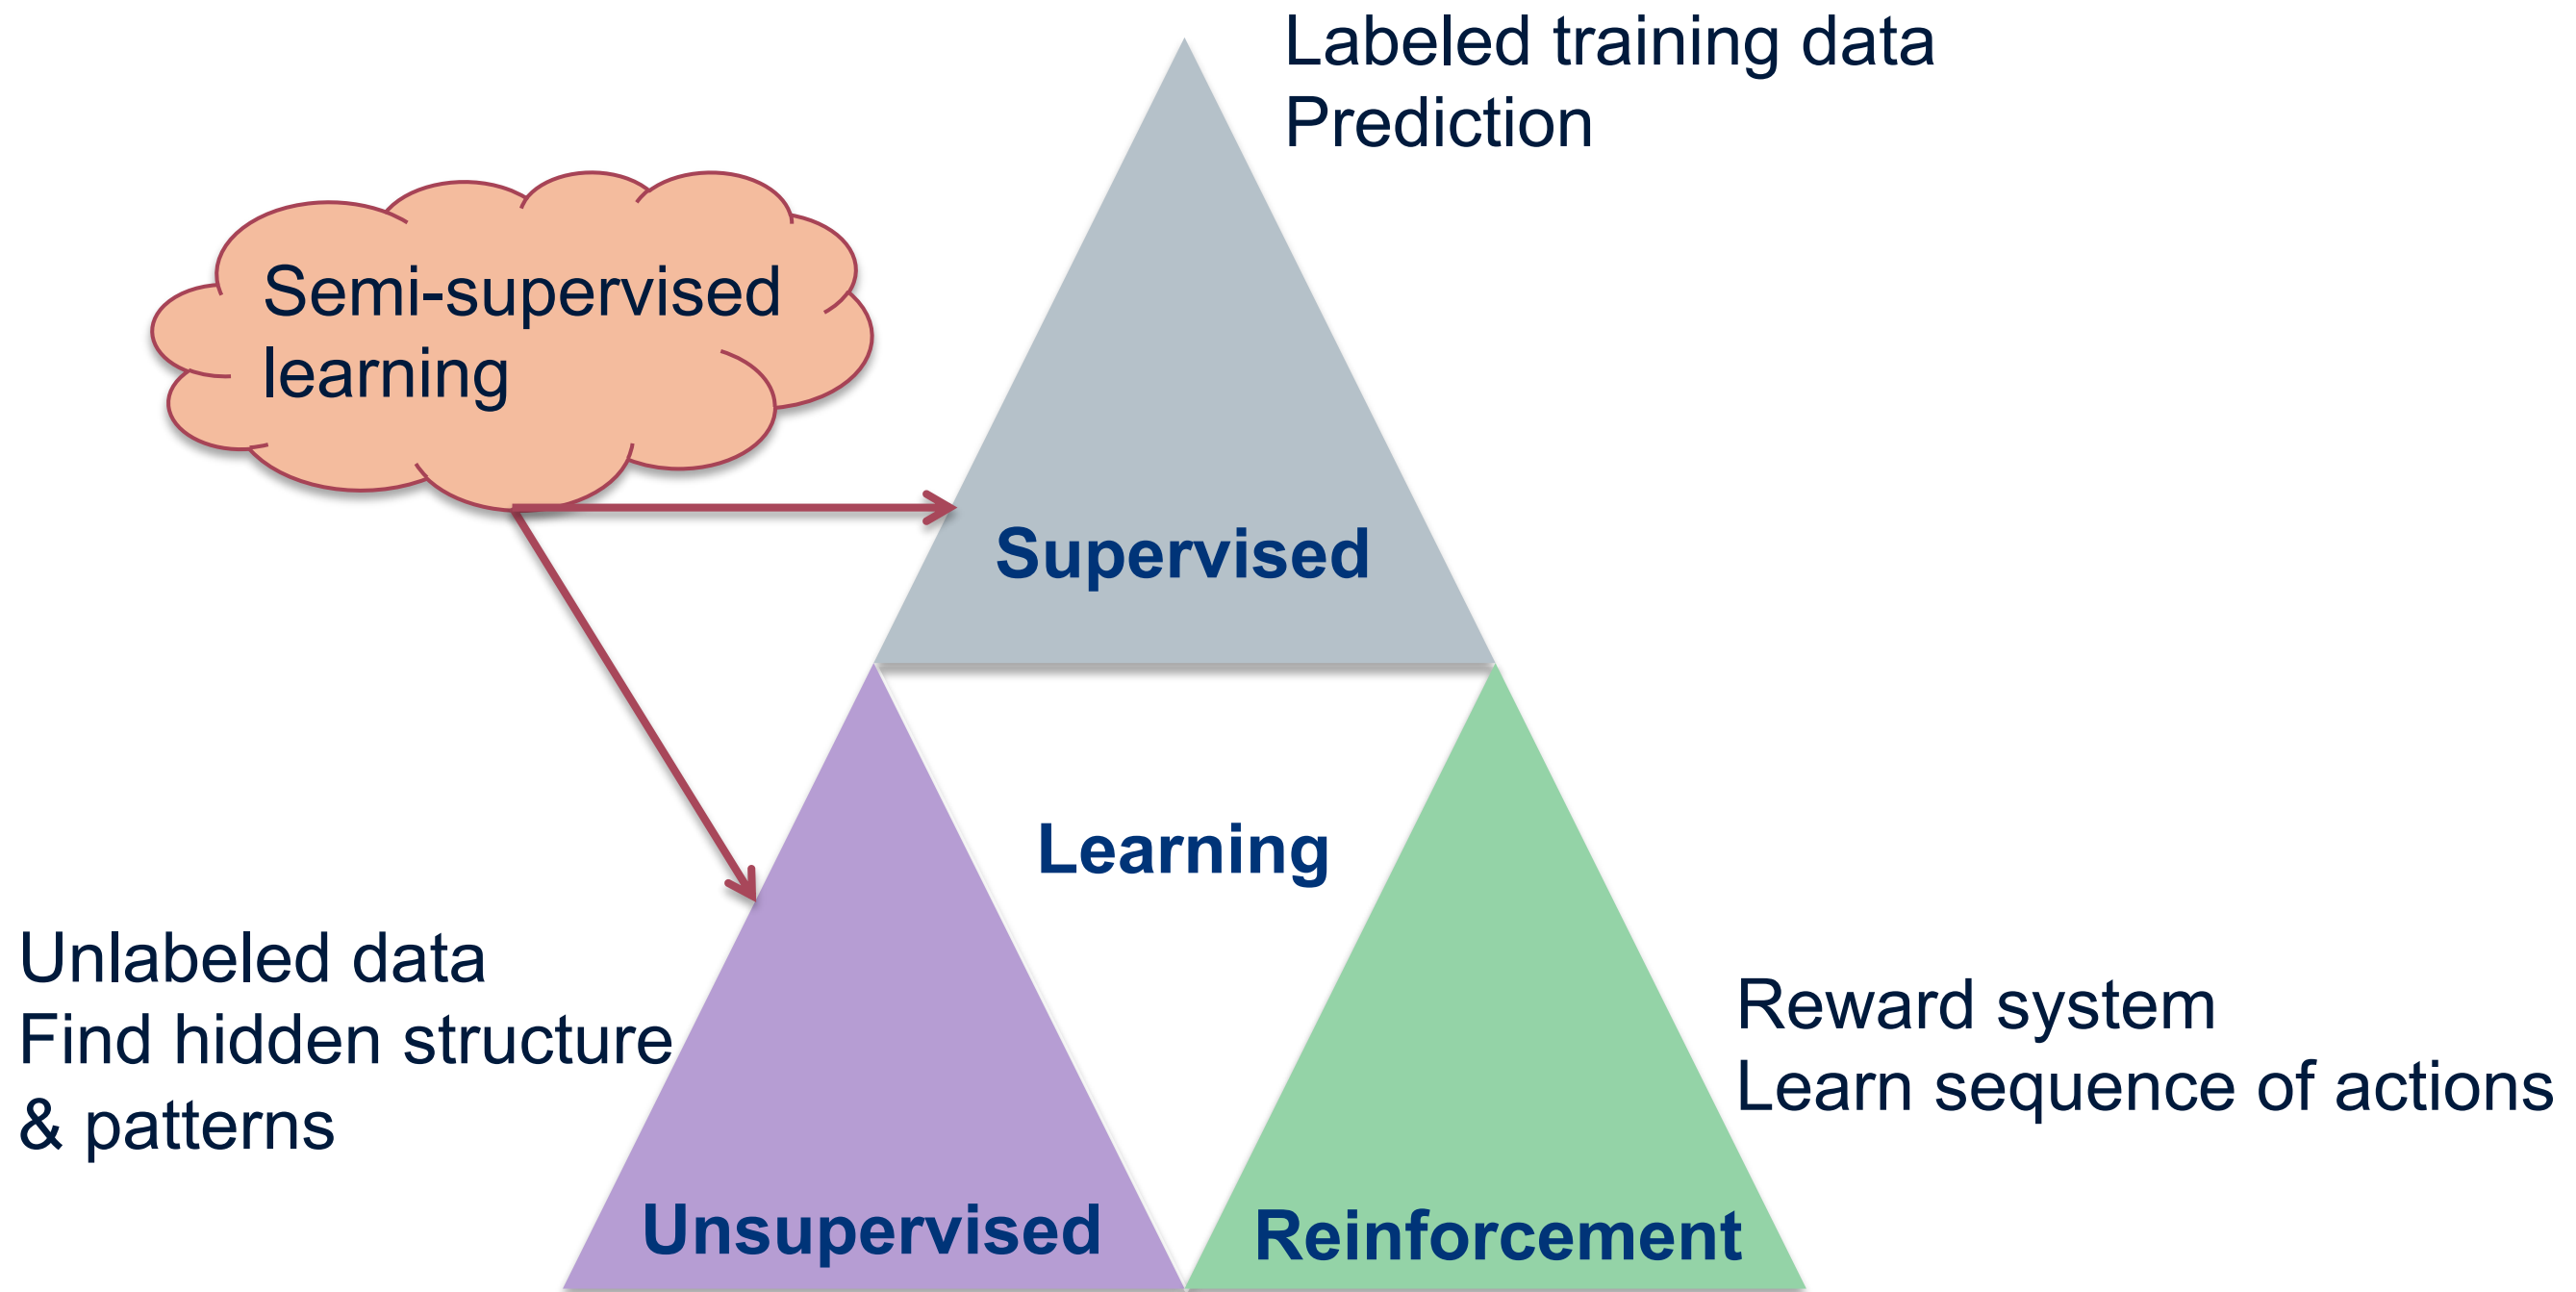 Labeled training data
Prediction
Semi-supervised
learning
Supervised
Learning
Unlabeled data
Find hidden structure
& patterns
Reward system
Learn sequence of actions
Unsupervised
Reinforcement